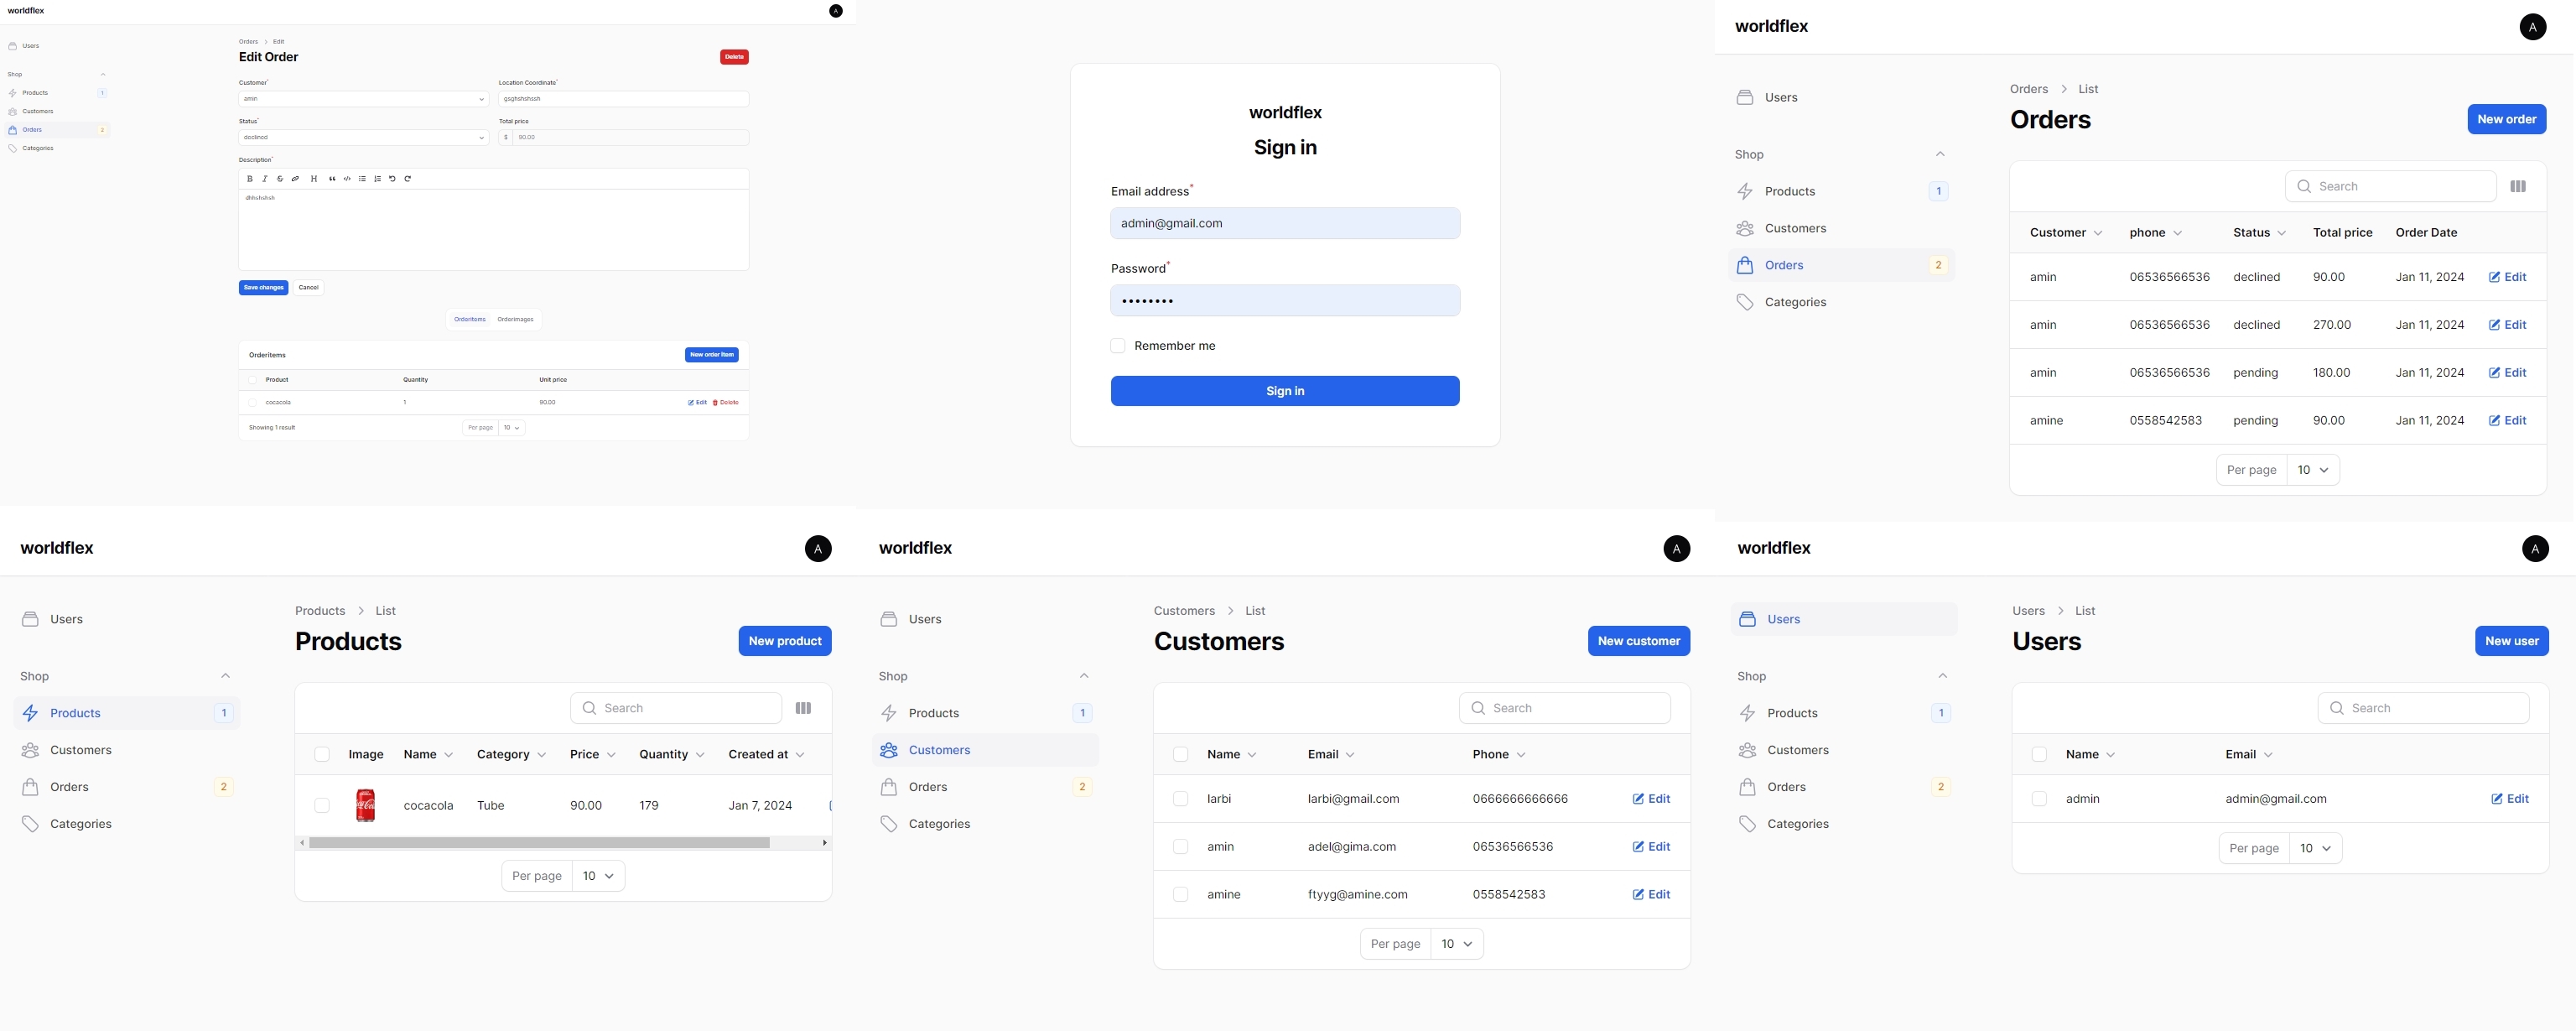 worldflex
A
Users
Shop
Products 1
Customers
Orders 2
Categories
Orders > Edit
Edit Order
Delete
Customer* Location Coordinate*
amin gsghshshssh
Status* Total price
declined $ 90.00
Description*
B I S H
dhhshshsh
Save changes Cancel
Orderitems Orderimages
Orderitems New order item
Product Quantity Unit price
cocacola 1 90.00 Edit Delete
Showing 1 result Per page 10
worldflex
Sign in
Email address*
admin@gmail.com
Password*
••••••••
Remember me
Sign in
worldflex
A
Users
Shop
Products 1
Customers
Orders 2
Categories
Orders > List
Orders
New order
Search
Customer phone Status Total price Order Date
amin 06536566536 declined 90.00 Jan 11, 2024 Edit
amin 06536566536 declined 270.00 Jan 11, 2024 Edit
amin 06536566536 pending 180.00 Jan 11, 2024 Edit
amine 0558542583 pending 90.00 Jan 11, 2024 Edit
Per page 10
worldflex
A
Users
Shop
Products 1
Customers
Orders 2
Categories
Products > List
Products
New product
Search
Image Name Category Price Quantity Created at
cocacola Tube 90.00 179 Jan 7, 2024
Per page 10
worldflex
A
Users
Shop
Products 1
Customers
Orders 2
Categories
Customers > List
Customers
New customer
Search
Name Email Phone
larbi larbi@gmail.com 0666666666666 Edit
amin adel@gima.com 06536566536 Edit
amine ftyyg@amine.com 0558542583 Edit
Per page 10
worldflex
A
Users
Shop
Products 1
Customers
Orders 2
Categories
Users > List
Users
New user
Search
Name Email
admin admin@gmail.com Edit
Per page 10